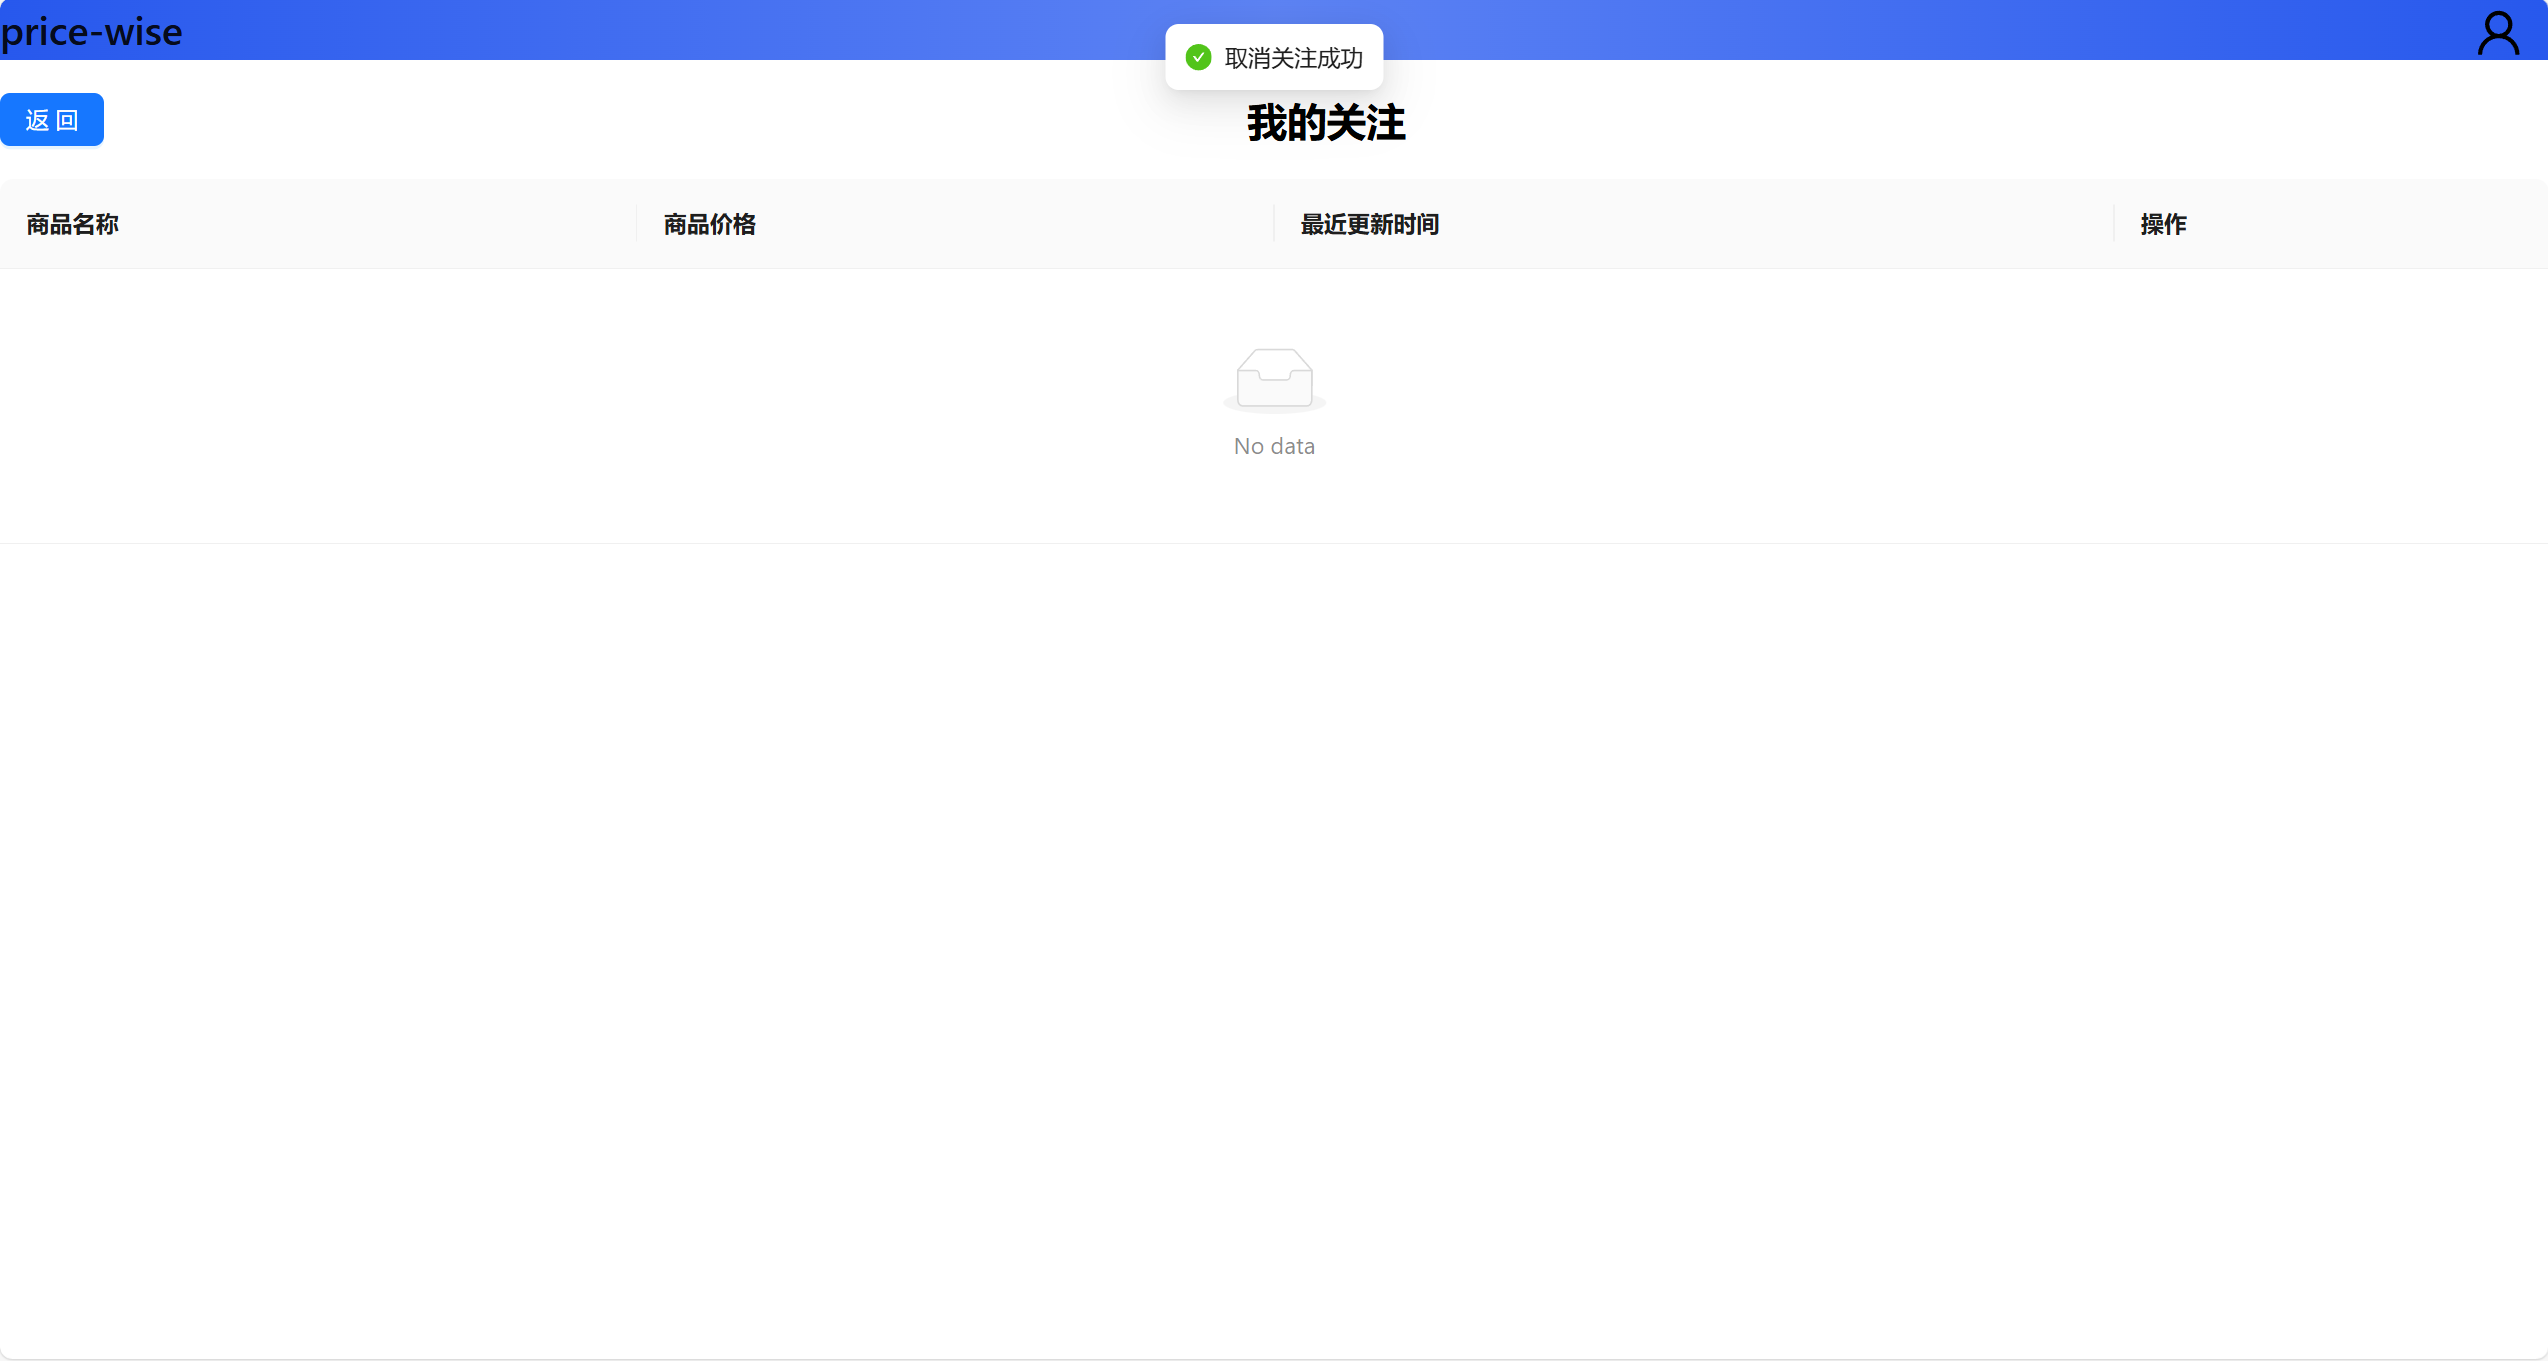 price-wise
取消关注成功
返 回
我的关注
商品名称
商品价格
最近更新时间
操作
No data